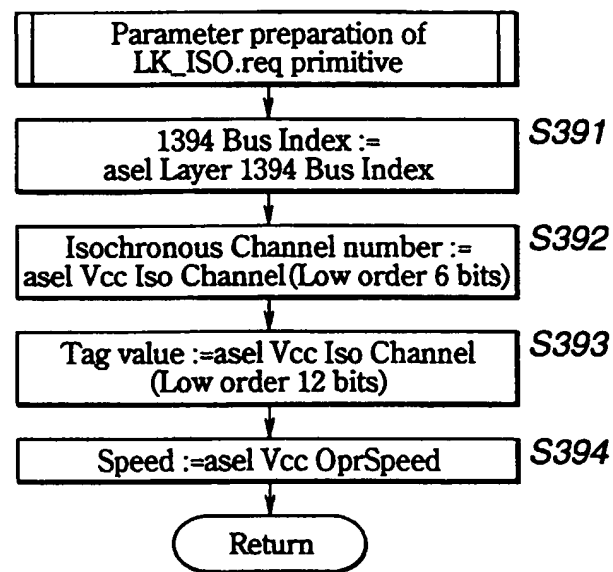 Parameter preparation of
LK_ISO.req primitive
1394 Bus Index :=
asel Layer 1394 Bus Index
S391
Isochronous Channel number :=
asel Vcc Iso Channel(Low order 6 bits)
S392
Tag value :=asel Vcc Iso Channel
(Low order 12 bits)
S393
Speed :=asel Vcc OprSpeed
S394
Return